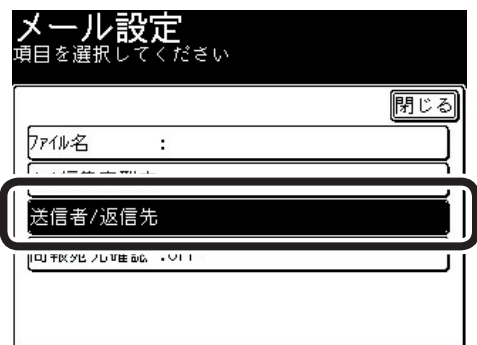 メール設定
項目を選択してください
閉じる
ファイル名 :
送信者/返信先